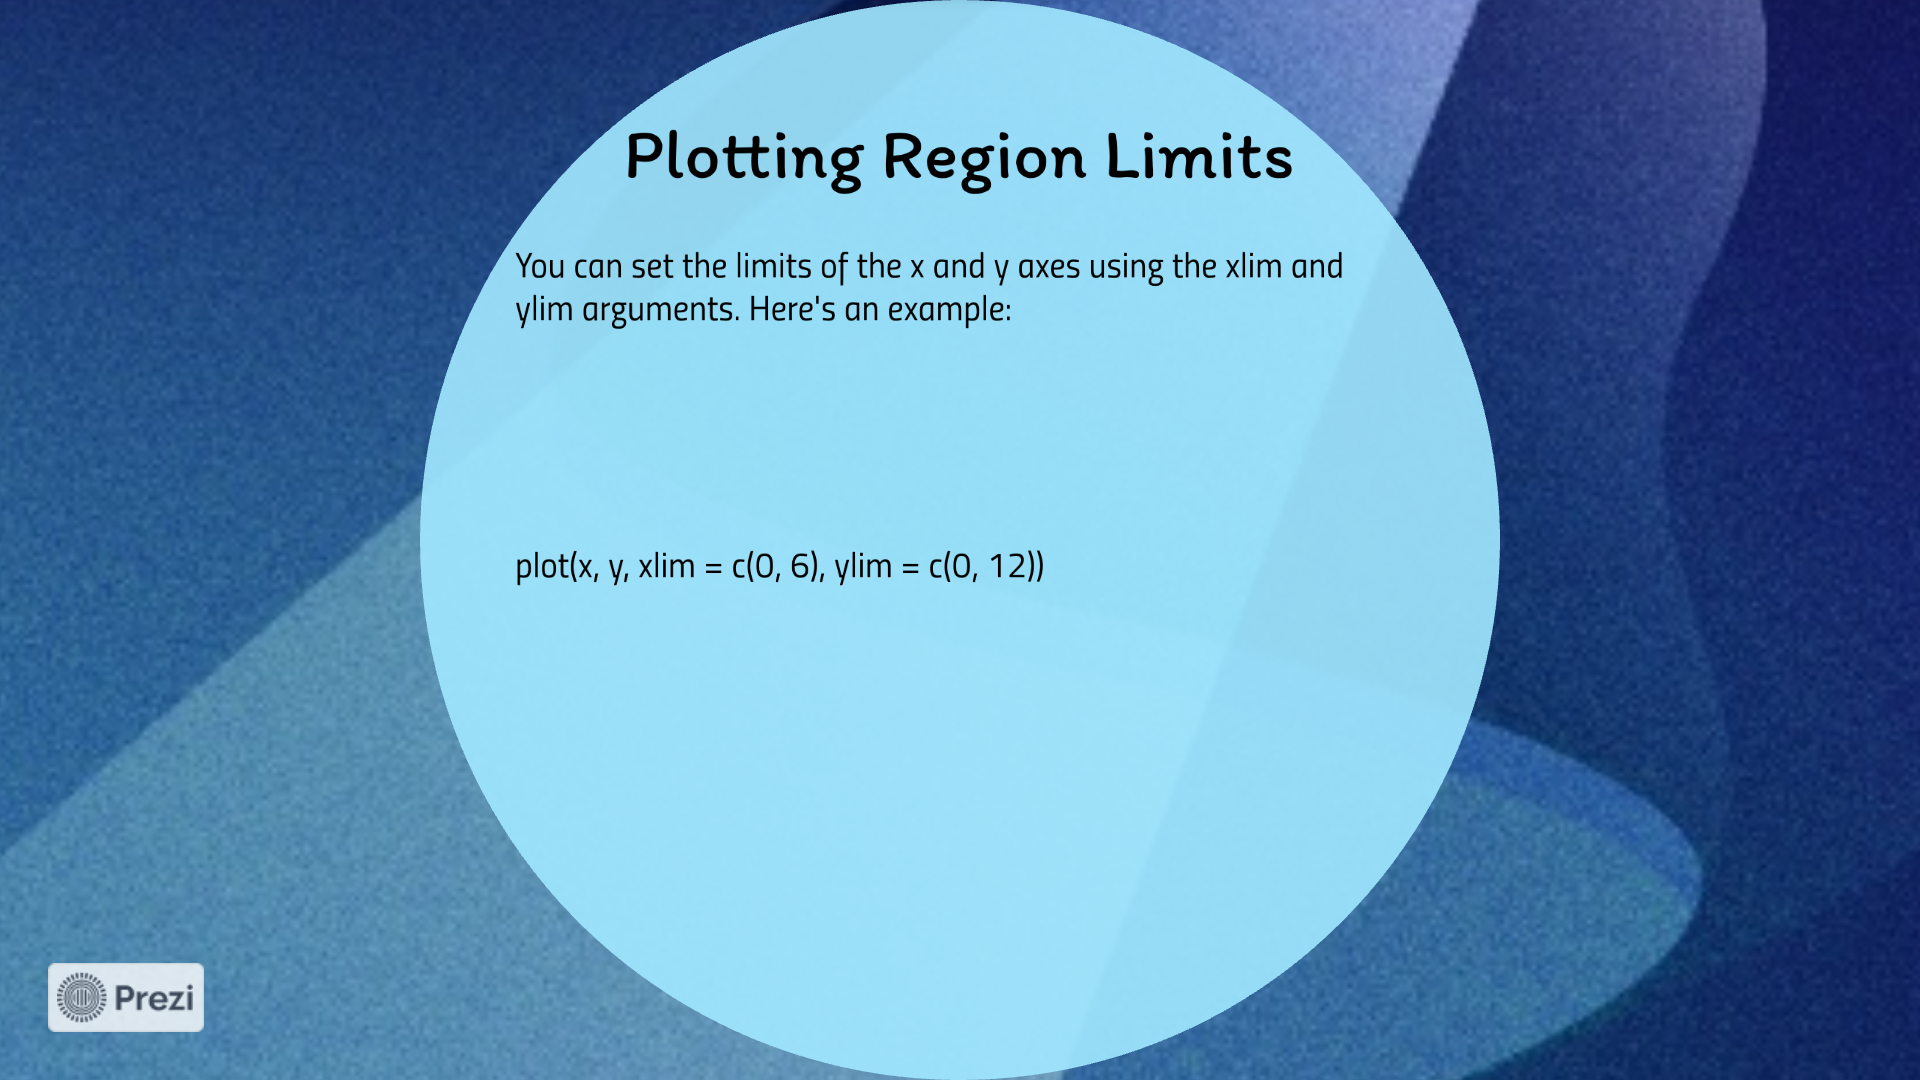 Plotting Region Limits
You can set the limits of the x and y axes using the xlim and
ylim arguments. Here's an example:
plot(x, y, xlim = c(0, 6), ylim = c(0, 12))
Prezi